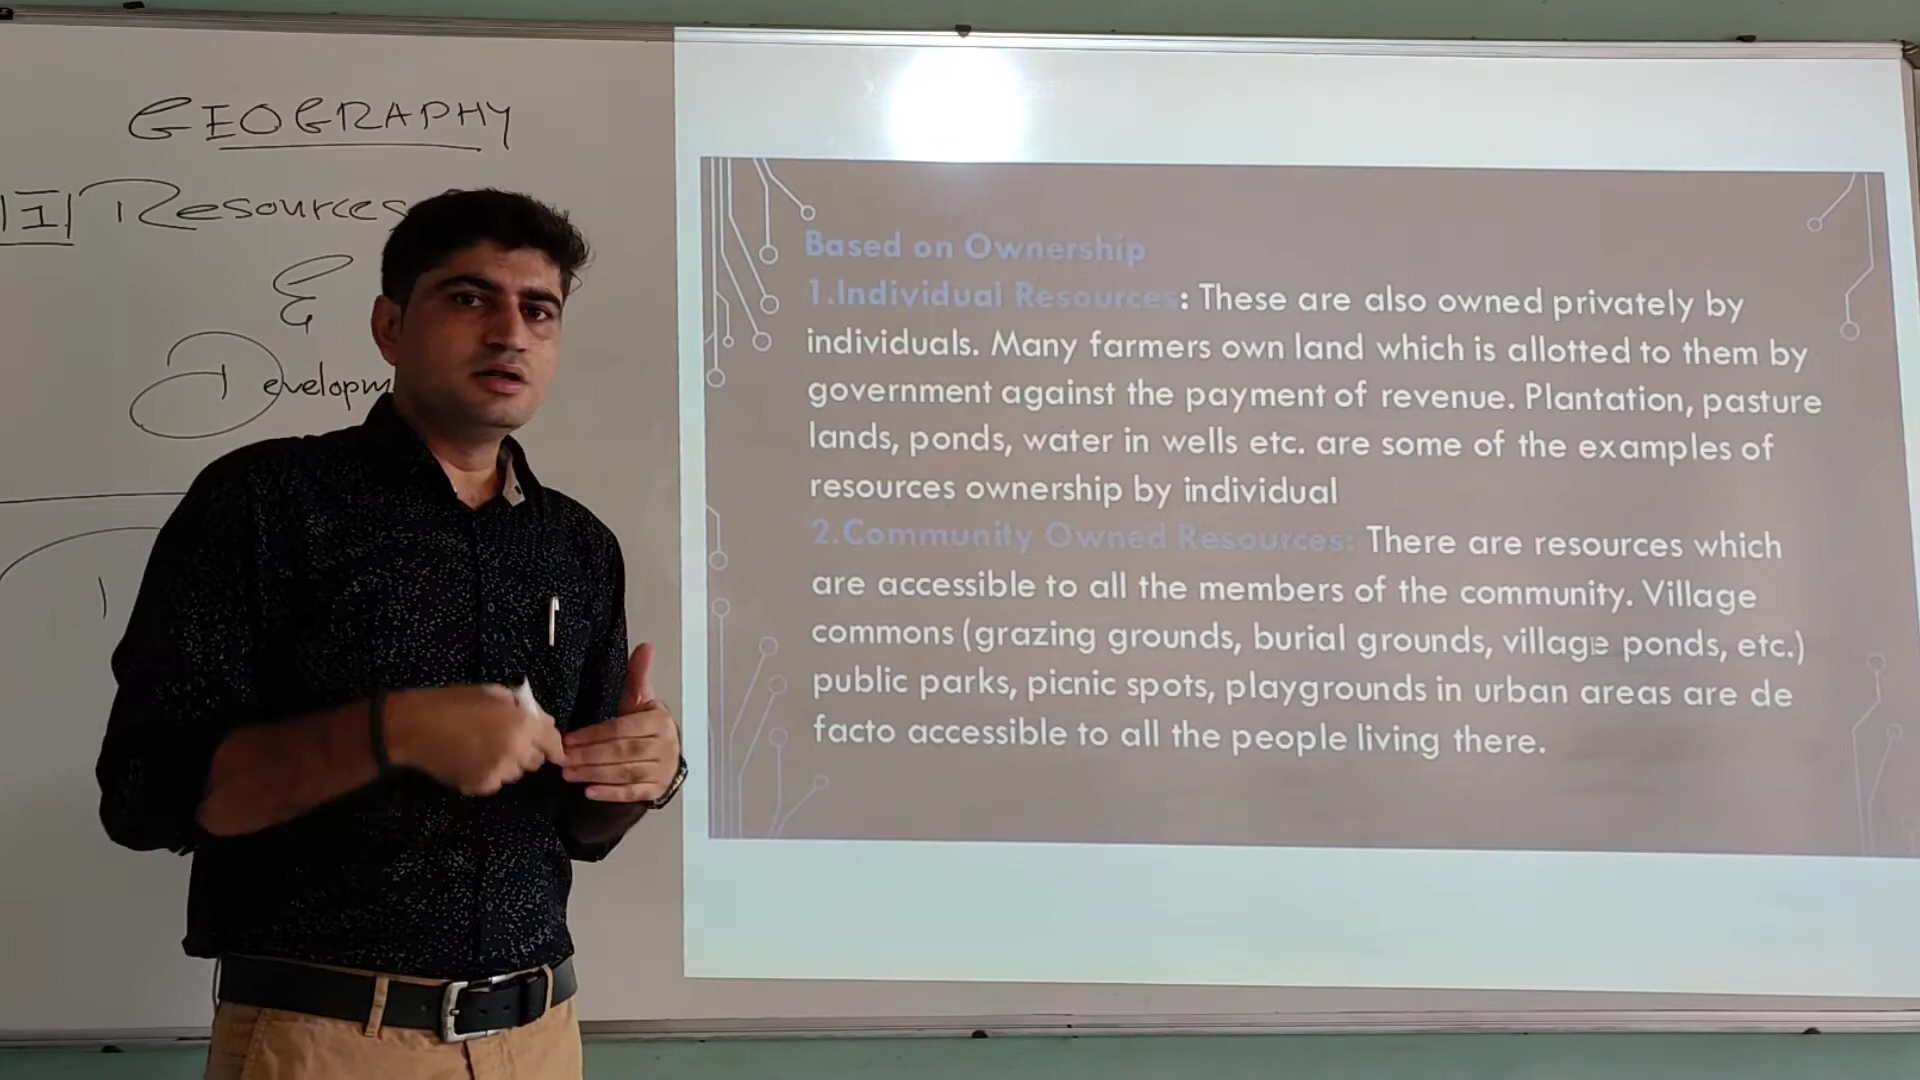 GEOGRAPHY
I Resources
&
Developm
Based on Ownership
1.Individual Resources: These are also owned privately by
individuals. Many farmers own land which is allotted to them by
government against the payment of revenue. Plantation, pasture
lands, ponds, water in wells etc. are some of the examples of
resources ownership by individual
2.Community Owned Resources: There are resources which
are accessible to all the members of the community. Village
commons (grazing grounds, burial grounds, village ponds, etc.)
public parks, picnic spots, playgrounds in urban areas are de
facto accessible to all the people living there.